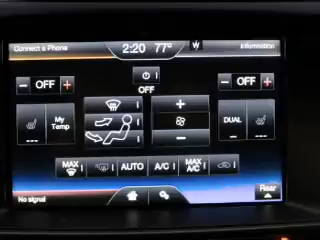 Connect a Phone 2:20 77° Information
OFF
− OFF +
− OFF +
My Temp
+
−
DUAL
MAX AUTO A/C MAX A/C
No signal
Rear